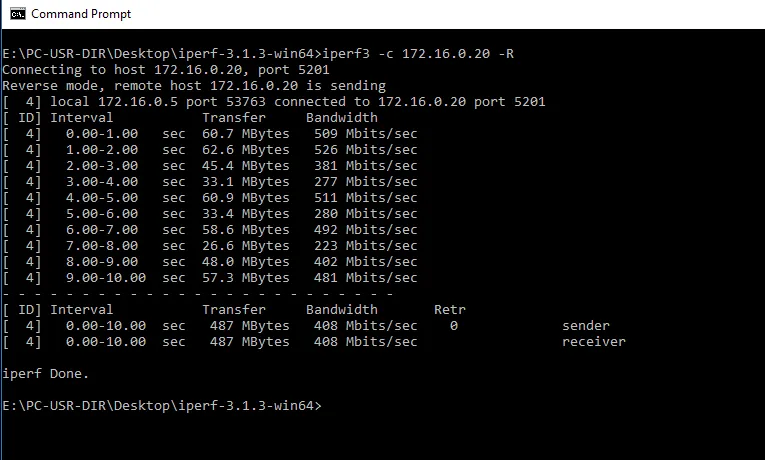 Command Prompt
E:\PC-USR-DIR\Desktop\iperf-3.1.3-win64>iperf3 -c 172.16.0.20 -R
Connecting to host 172.16.0.20, port 5201
Reverse mode, remote host 172.16.0.20 is sending
[  4] local 172.16.0.5 port 53763 connected to 172.16.0.20 port 5201
[ ID] Interval           Transfer     Bandwidth
[  4]   0.00-1.00   sec  60.7 MBytes   509 Mbits/sec
[  4]   1.00-2.00   sec  62.6 MBytes   526 Mbits/sec
[  4]   2.00-3.00   sec  45.4 MBytes   381 Mbits/sec
[  4]   3.00-4.00   sec  33.1 MBytes   277 Mbits/sec
[  4]   4.00-5.00   sec  60.9 MBytes   511 Mbits/sec
[  4]   5.00-6.00   sec  33.4 MBytes   280 Mbits/sec
[  4]   6.00-7.00   sec  58.6 MBytes   492 Mbits/sec
[  4]   7.00-8.00   sec  26.6 MBytes   223 Mbits/sec
[  4]   8.00-9.00   sec  48.0 MBytes   402 Mbits/sec
[  4]   9.00-10.00  sec  57.3 MBytes   481 Mbits/sec
- - - - - - - - - - - - - - - - - - - - - - - - -
[ ID] Interval           Transfer     Bandwidth       Retr
[  4]   0.00-10.00  sec   487 MBytes   408 Mbits/sec    0             sender
[  4]   0.00-10.00  sec   487 MBytes   408 Mbits/sec                  receiver
iperf Done.
E:\PC-USR-DIR\Desktop\iperf-3.1.3-win64>